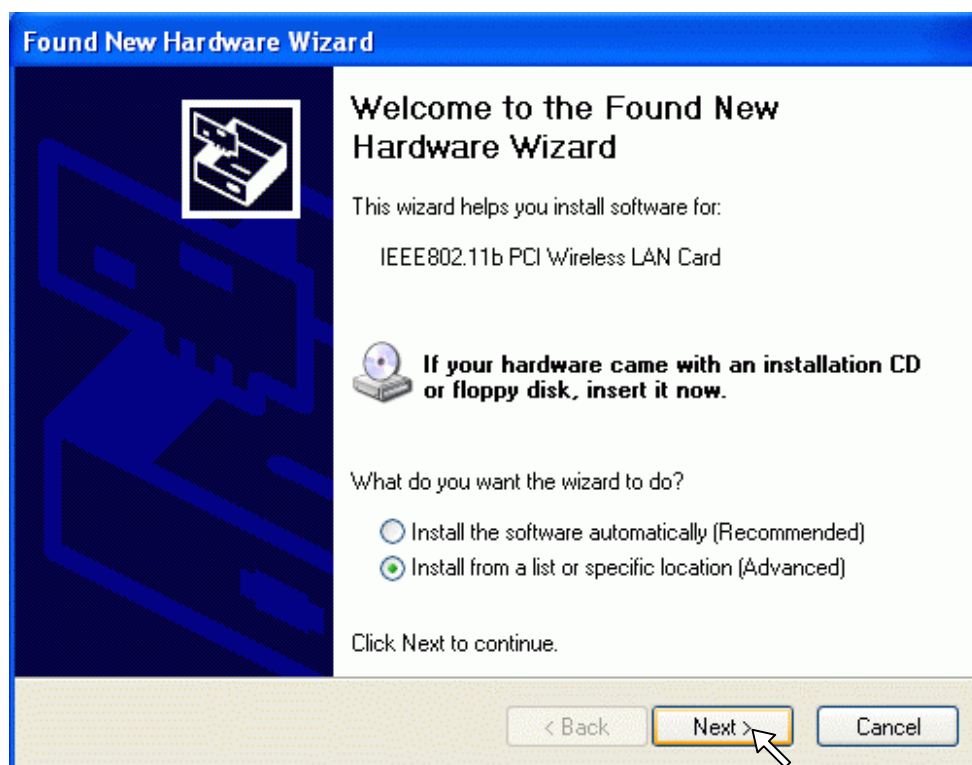 Found New Hardware Wizard
Welcome to the Found New
Hardware Wizard
This wizard helps you install software for:
IEEE802.11b PCI Wireless LAN Card
If your hardware came with an installation CD
or floppy disk, insert it now.
What do you want the wizard to do?
Install the software automatically (Recommended)
Install from a list or specific location (Advanced)
Click Next to continue.
< Back Next > Cancel